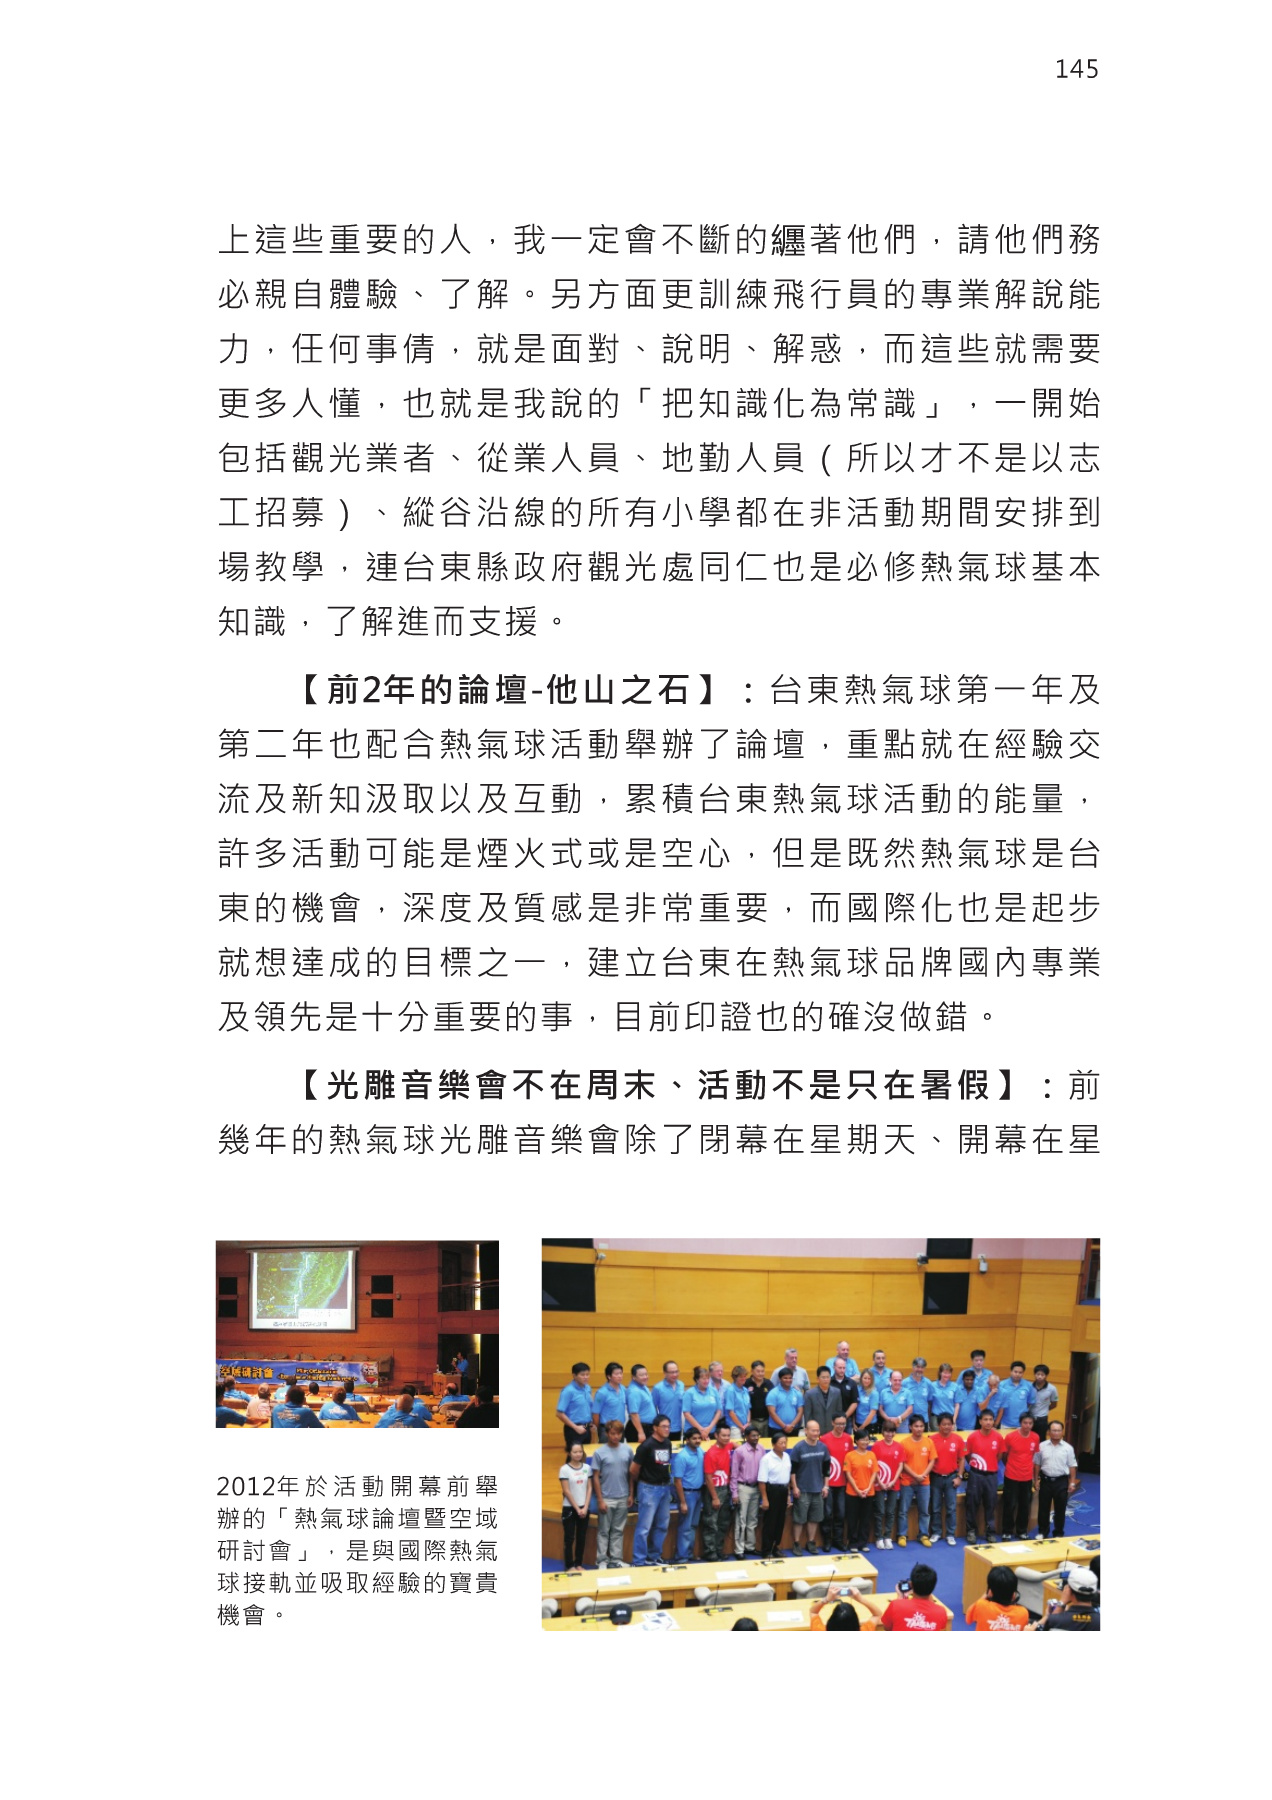 145
上這些重要的人，我一定會不斷的纒著他們，請他們務
必親自體驗、了解。另方面更訓練飛行員的專業解說能
力，任何事倩，就是面對、說明、解惑，而這些就需要
更多人懂，也就是我說的「把知識化為常識」，一開始
包括觀光業者、從業人員、地勤人員（所以才不是以志
工招募）、縱谷沿線的所有小學都在非活動期間安排到
場教學，連台東縣政府觀光處同仁也是必修熱氣球基本
知識，了解進而支援。
【前2年的論壇-他山之石】：台東熱氣球第一年及
第二年也配合熱氣球活動舉辦了論壇，重點就在經驗交
流及新知汲取以及互動，累積台東熱氣球活動的能量，
許多活動可能是煙火式或是空心，但是既然熱氣球是台
東的機會，深度及質感是非常重要，而國際化也是起步
就想達成的目標之一，建立台東在熱氣球品牌國內專業
及領先是十分重要的事，目前印證也的確沒做錯。
【光雕音樂會不在周末、活動不是只在暑假】：前
幾年的熱氣球光雕音樂會除了閉幕在星期天、開幕在星
空域研討會
2012年於活動開幕前舉
辦的「熱氣球論壇暨空域
研討會」，是與國際熱氣
球接軌並吸取經驗的寶貴
機會。